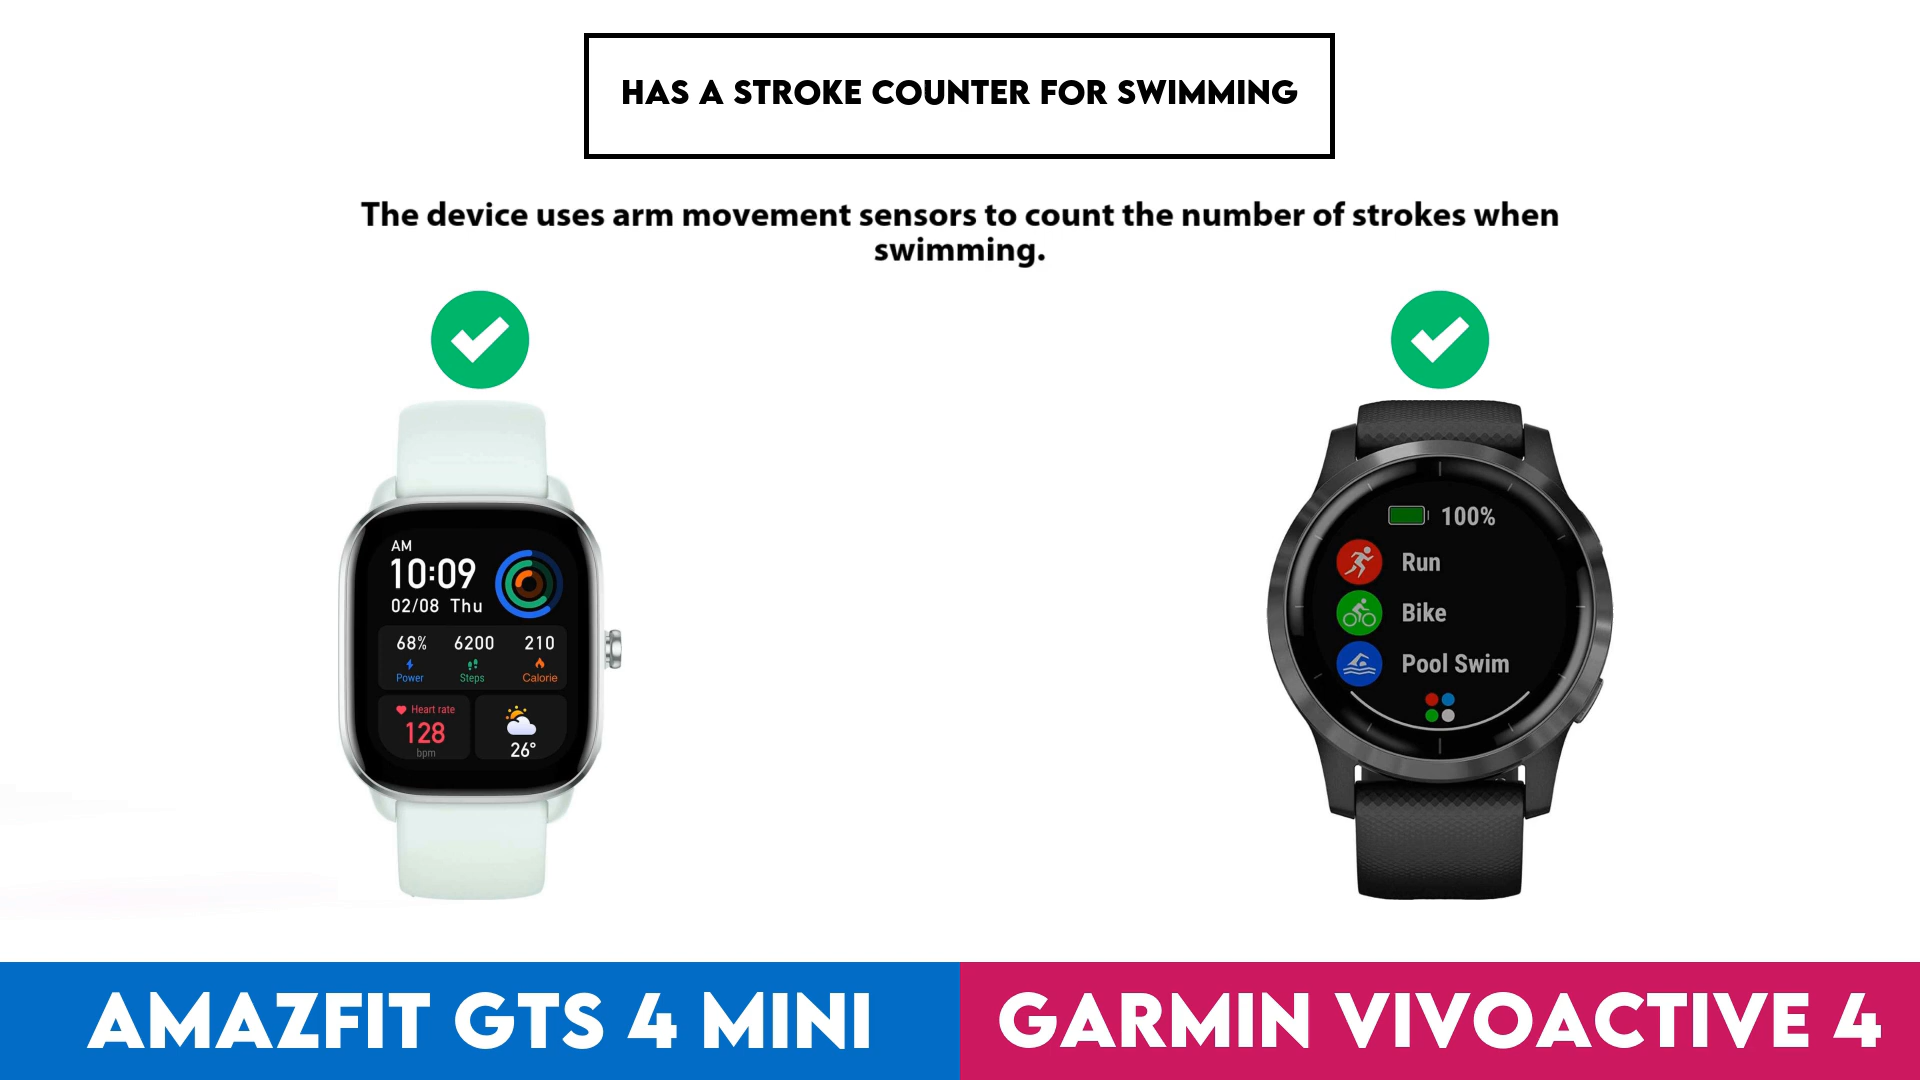 HAS A STROKE COUNTER FOR SWIMMING
The device uses arm movement sensors to count the number of strokes when
swimming.
AM
10:09
02/08 Thu
68% 6200 210
Power Steps Calorie
Heart rate
128
bpm
26°
100%
Run
Bike
Pool Swim
AMAZFIT GTS 4 MINI
GARMIN VIVOACTIVE 4